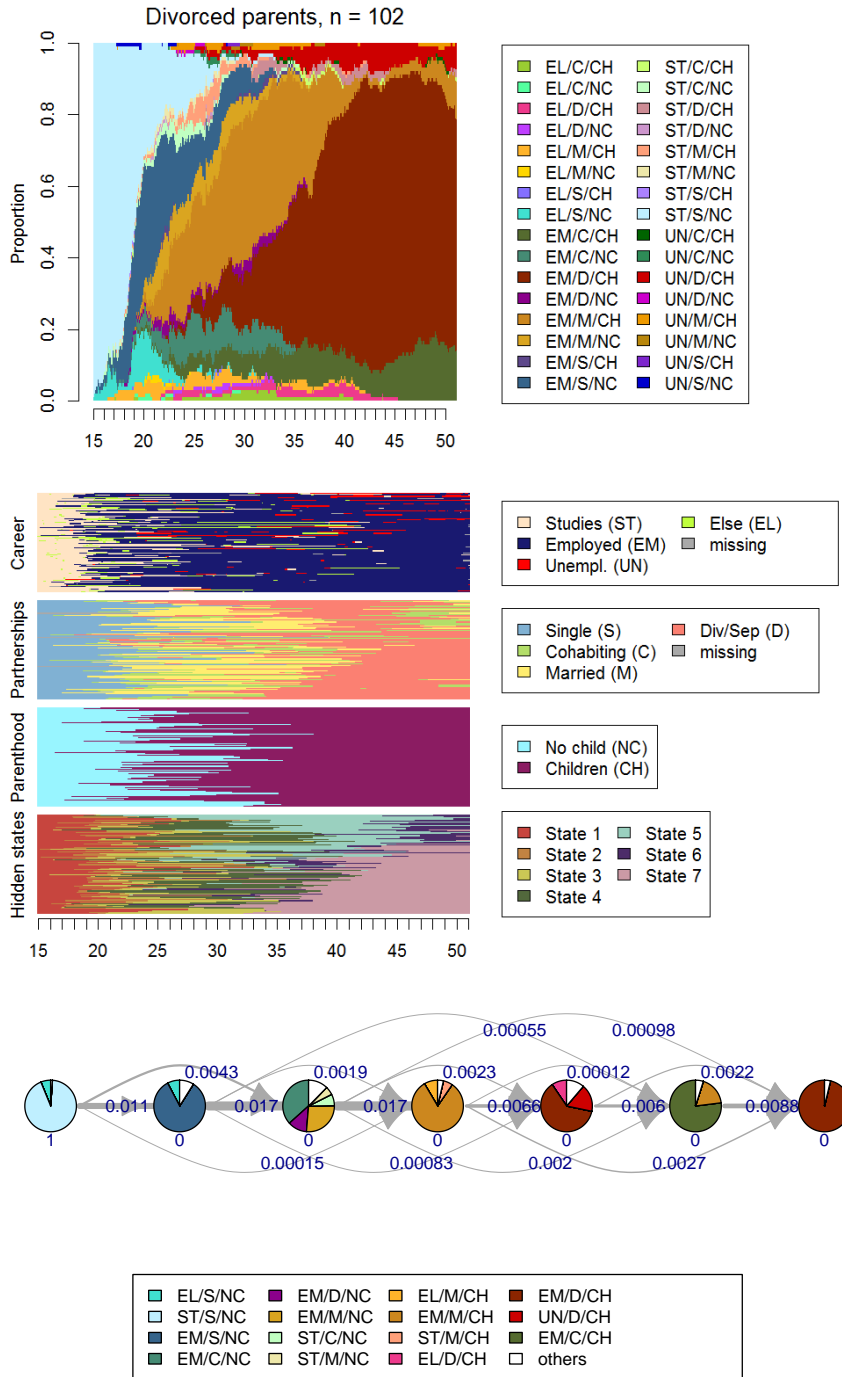 Divorced parents, n = 102
Proportion
1.0
0.8
0.6
0.4
0.2
0.0
15 20 25 30 35 40 45 50
EL/C/CH ST/C/CH
EL/C/NC ST/C/NC
EL/D/CH ST/D/CH
EL/D/NC ST/D/NC
EL/M/CH ST/M/CH
EL/M/NC ST/M/NC
EL/S/CH ST/S/CH
EL/S/NC ST/S/NC
EM/C/CH UN/C/CH
EM/C/NC UN/C/NC
EM/D/CH UN/D/CH
EM/D/NC UN/D/NC
EM/M/CH UN/M/CH
EM/M/NC UN/M/NC
EM/S/CH UN/S/CH
EM/S/NC UN/S/NC
Career
Studies (ST) Else (EL)
Employed (EM) missing
Unempl. (UN)
Partnerships
Single (S) Div/Sep (D)
Cohabiting (C) missing
Married (M)
Parenthood
No child (NC)
Children (CH)
Hidden states
State 1 State 5
State 2 State 6
State 3 State 7
State 4
15 20 25 30 35 40 45 50
0.00055 0.00098
0.0043 0.0019 0.0023 0.00012 0.0022
0.011 0.017 0.017 0.0066 0.006 0.0088
1 0 0 0 0 0 0
0.00015 0.00083 0.002 0.0027
EL/S/NC EM/D/NC EL/M/CH EM/D/CH
ST/S/NC EM/M/NC EM/M/CH UN/D/CH
EM/S/NC ST/C/NC ST/M/CH EM/C/CH
EM/C/NC ST/M/NC EL/D/CH others